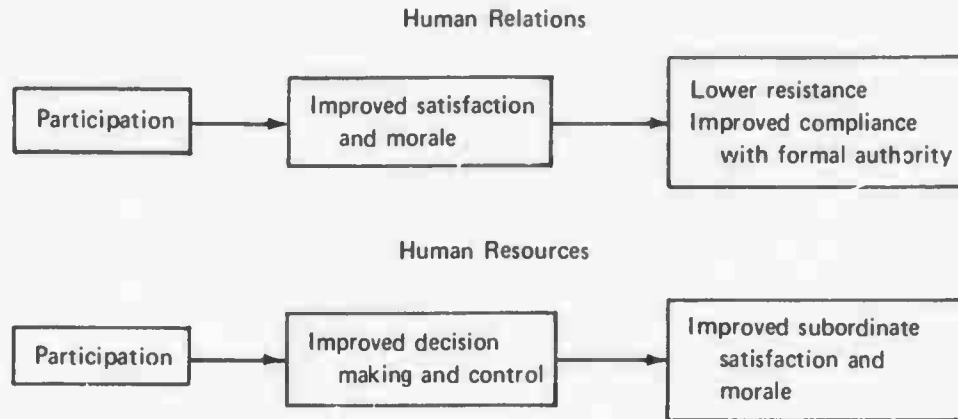 Human Relations
Participation
Improved satisfaction
and morale
Lower resistance
Improved compliance
with formal authority
Human Resources
Participation
Improved decision
making and control
Improved subordinate
satisfaction and
morale